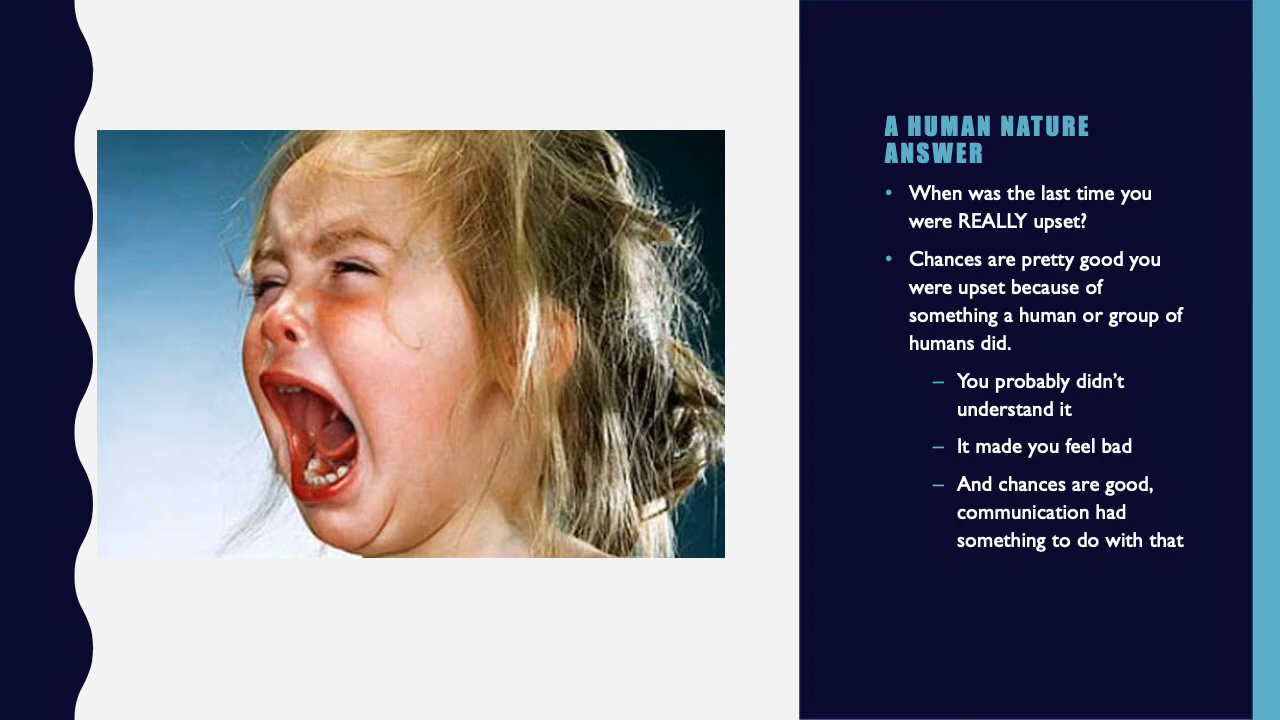 A HUMAN NATURE
ANSWER
• When was the last time you
were REALLY upset?
• Chances are pretty good you
were upset because of
something a human or group of
humans did.
– You probably didn’t
understand it
– It made you feel bad
– And chances are good,
communication had
something to do with that